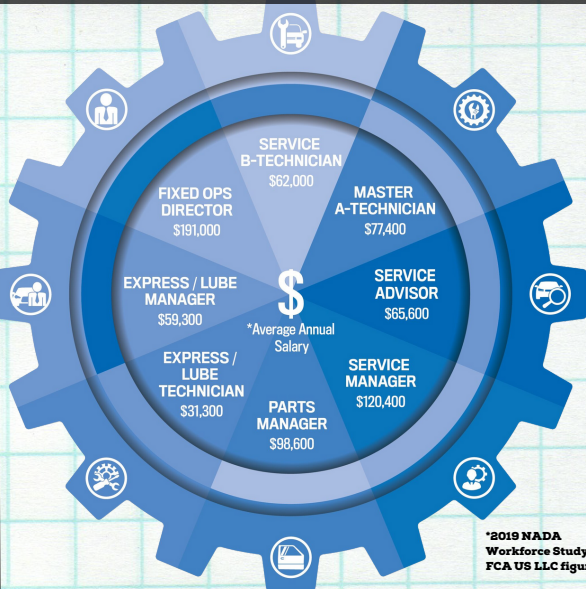 SERVICE
B-TECHNICIAN
$62,000
MASTER
A-TECHNICIAN
$77,400
SERVICE
ADVISOR
$65,600
SERVICE
MANAGER
$120,400
PARTS
MANAGER
$98,600
EXPRESS /
LUBE
TECHNICIAN
$31,300
EXPRESS / LUBE
MANAGER
$59,300
FIXED OPS
DIRECTOR
$191,000
$
*Average Annual
Salary
*2019 NADA
Workforce Study
FCA US LLC